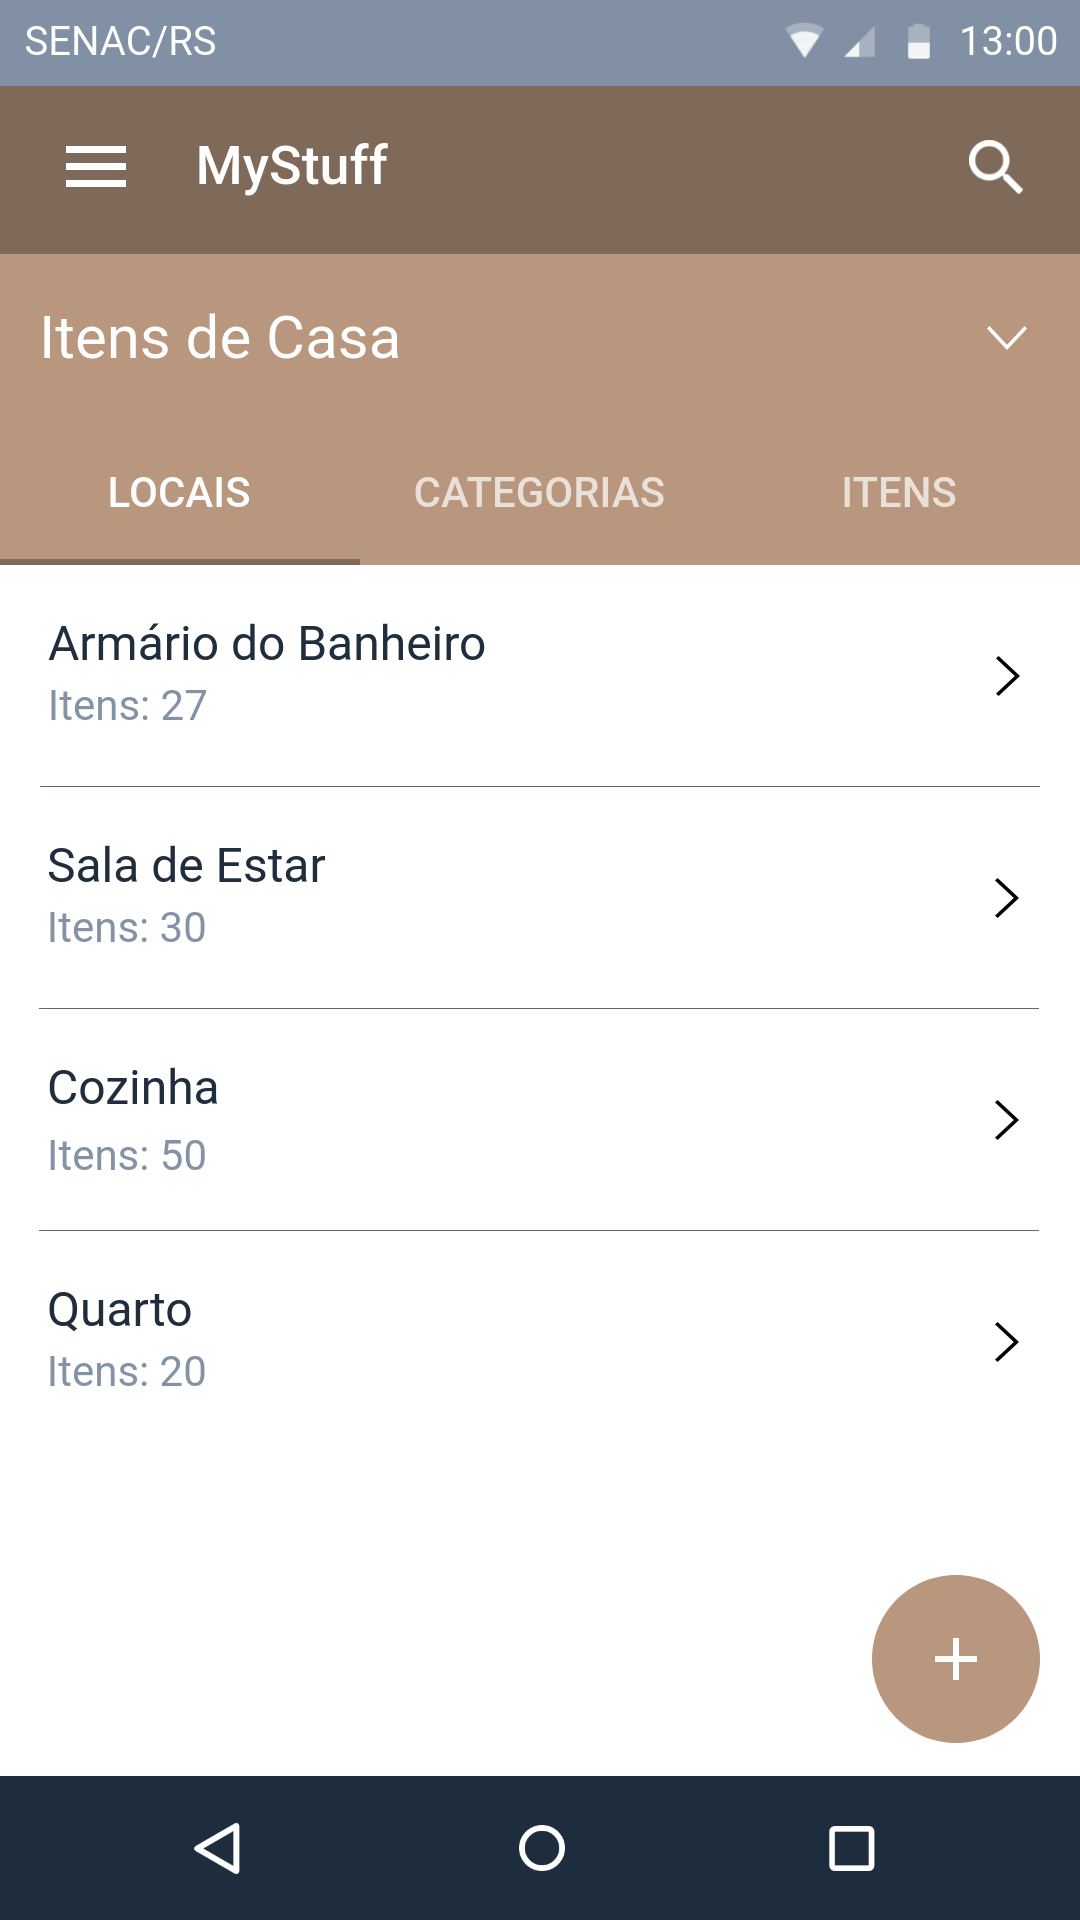 SENAC/RS 13:00
MyStuff
Itens de Casa
LOCAIS CATEGORIAS ITENS
Armário do Banheiro
Itens: 27
Sala de Estar
Itens: 30
Cozinha
Itens: 50
Quarto
Itens: 20